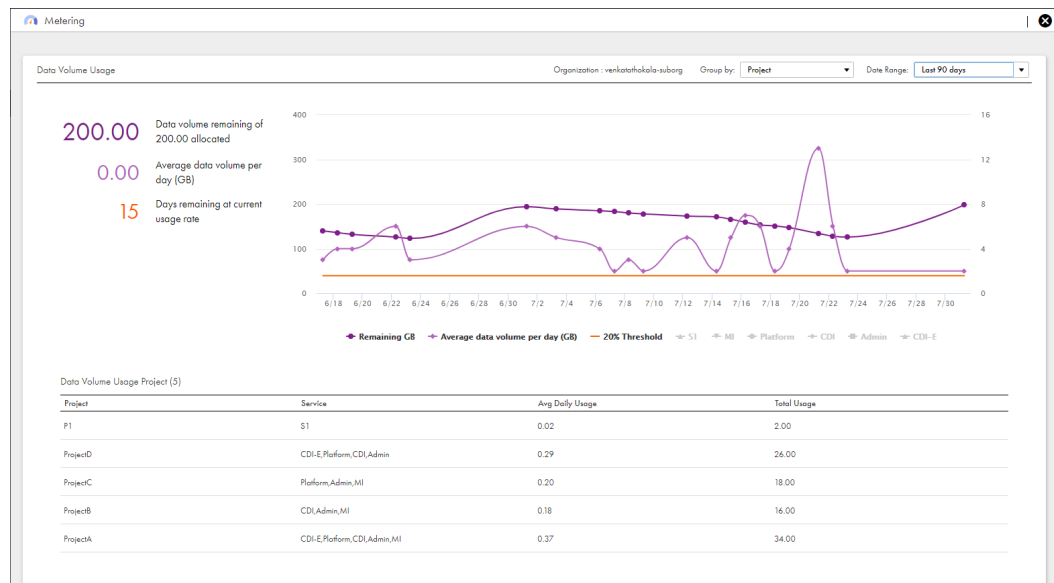 Metering
Data Volume Usage
Organization : venkatathokala-suborg Group by: Project Date Range: Last 90 days
200.00 Data volume remaining of 200.00 allocated
0.00 Average data volume per day (GB)
15 Days remaining at current usage rate
400 16
300 12
200 8
100 4
0 0
6/18 6/20 6/22 6/24 6/26 6/28 6/30 7/2 7/4 7/6 7/8 7/10 7/12 7/14 7/16 7/18 7/20 7/22 7/24 7/26 7/28 7/30
Remaining GB Average data volume per day (GB) 20% Threshold S1 MI Platform CDI Admin CDI-E
Data Volume Usage Project (5)
Project Service Avg Daily Usage Total Usage
P1 S1 0.02 2.00
ProjectD CDI-E,Platform,CDI,Admin 0.29 26.00
ProjectC Platform,Admin,MI 0.20 18.00
ProjectB CDI,Admin,MI 0.18 16.00
ProjectA CDI-E,Platform,CDI,Admin,MI 0.37 34.00